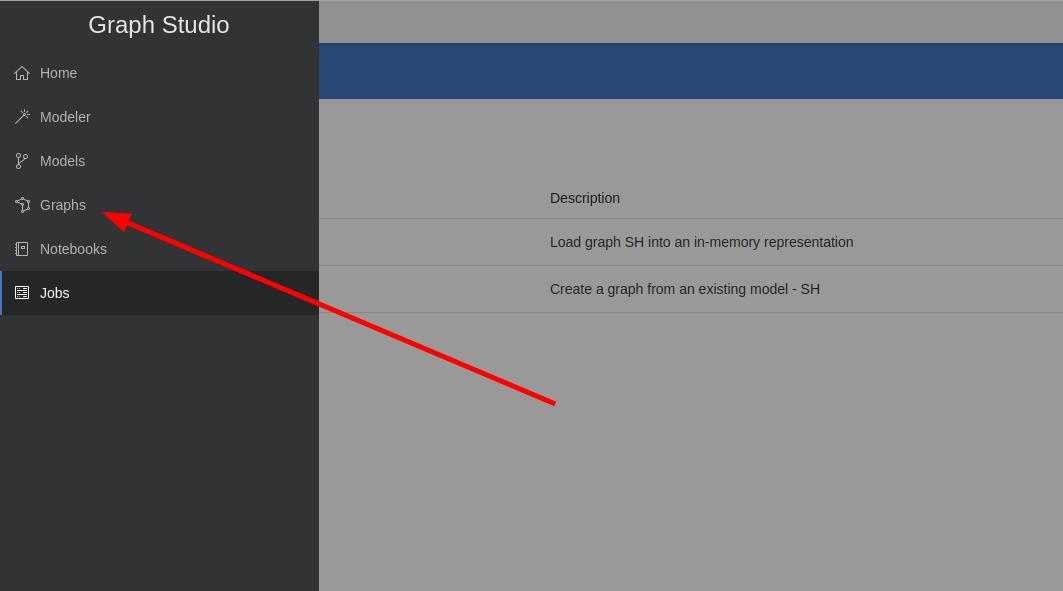 Graph Studio
Home
Modeler
Models
Graphs
Notebooks
Jobs
Description
Load graph SH into an in-memory representation
Create a graph from an existing model - SH